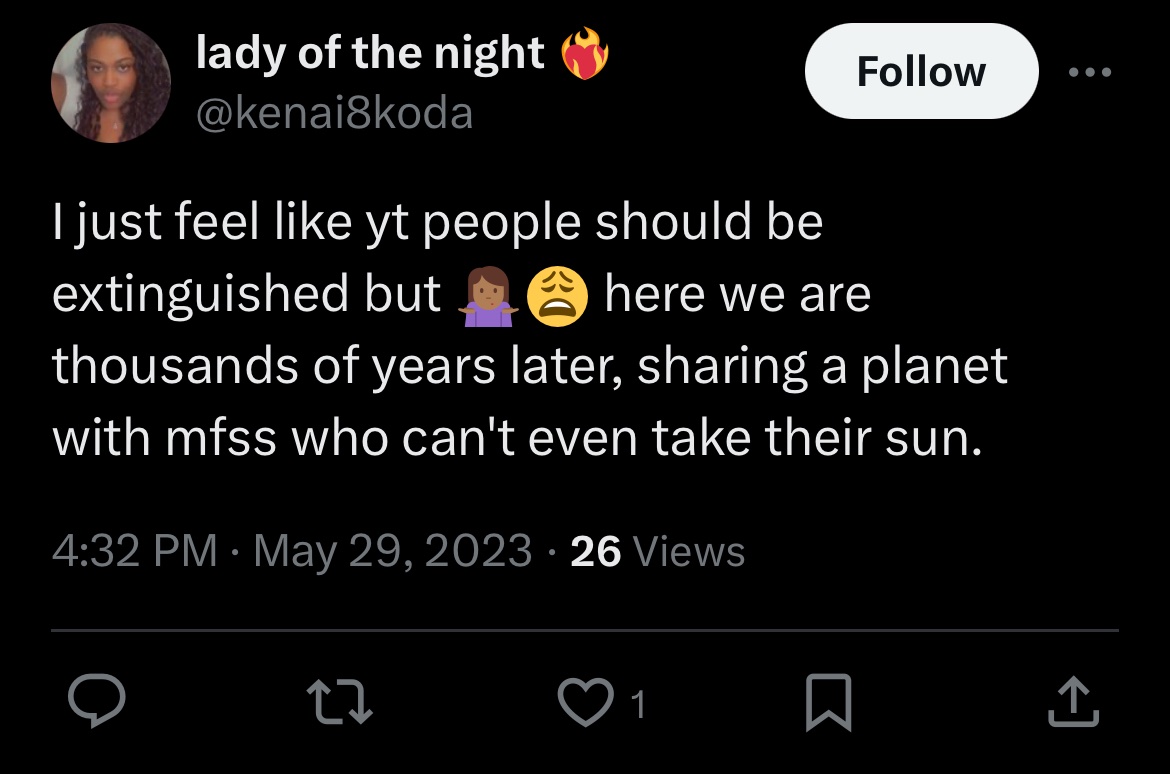 lady of the night ❤️‍🔥
Follow
@kenai8koda
I just feel like yt people should be
extinguished but 🤷🏾‍♀️😩 here we are
thousands of years later, sharing a planet
with mfss who can't even take their sun.
4:32 PM · May 29, 2023 · 26 Views
1